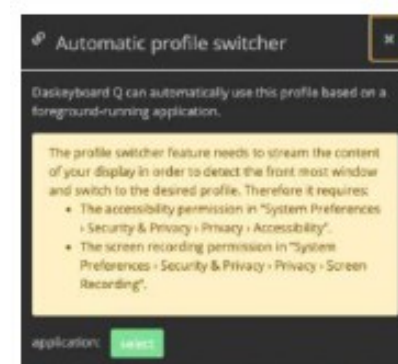 Automatic profile switcher
Daskeyboard Q can automatically use this profile based on a
foreground-running application.
The profile switcher feature needs to stream the content
of your display in order to detect the front most window
and switch to the desired profile. Therefore it requires:
• The accessibility permission in "System Preferences
› Security & Privacy › Privacy › Accessibility".
• The screen recording permission in "System
Preferences › Security & Privacy › Privacy › Screen
Recording".
application: select